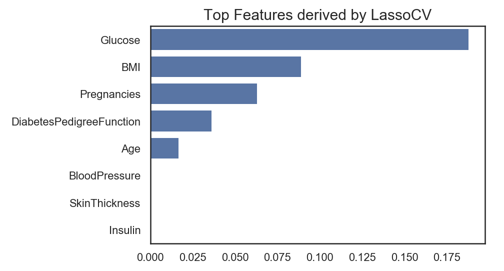 Top Features derived by LassoCV
Glucose
BMI
Pregnancies
DiabetesPedigreeFunction
Age
BloodPressure
SkinThickness
Insulin
0.000 0.025 0.050 0.075 0.100 0.125 0.150 0.175